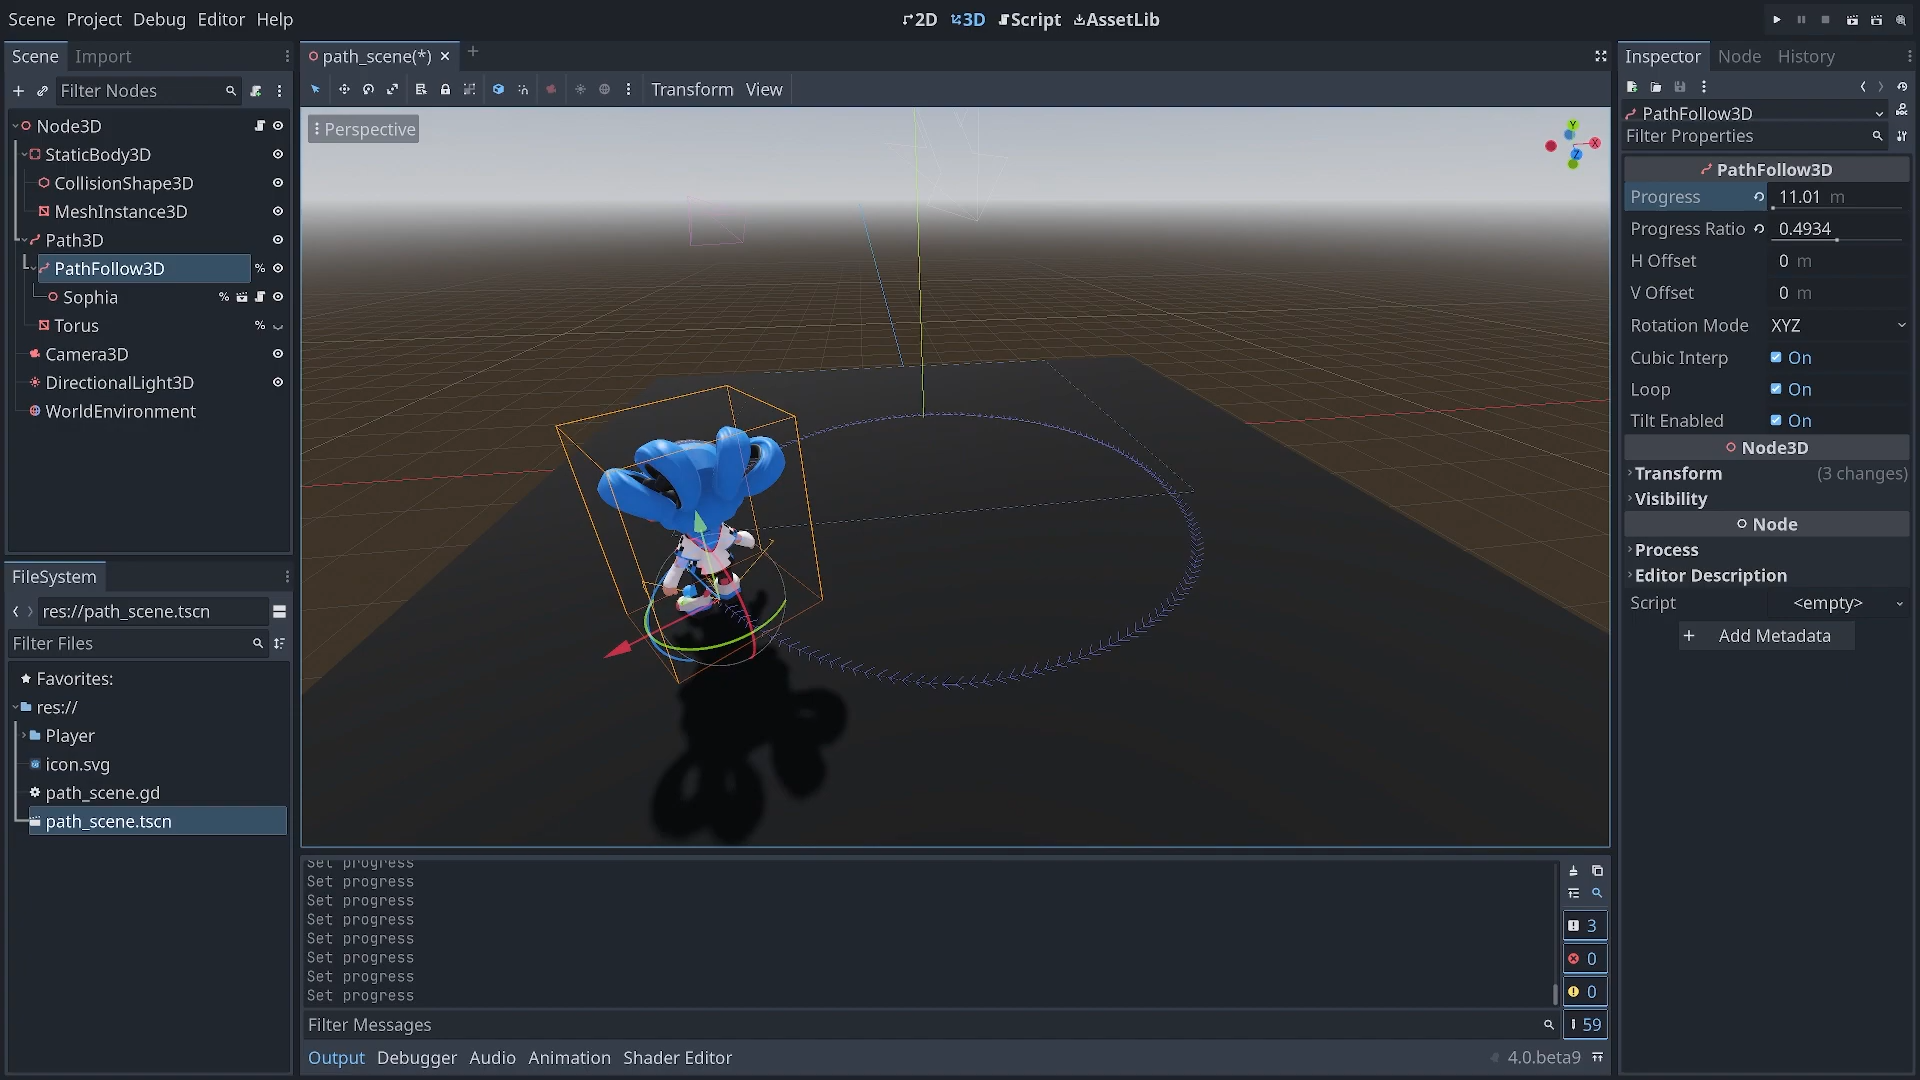 Scene Project Debug Editor Help
2D 3D Script AssetLib
Scene Import
Filter Nodes
Node3D
StaticBody3D
CollisionShape3D
MeshInstance3D
Path3D
PathFollow3D %
Sophia %
Torus %
Camera3D
DirectionalLight3D
WorldEnvironment
FileSystem
res://path_scene.tscn
Filter Files
Favorites:
res://
Player
icon.svg
path_scene.gd
path_scene.tscn
path_scene(*)
Transform View
Perspective
Y
X
Z
Set progress
Set progress
Set progress
Set progress
Set progress
Set progress
Set progress
Set progress
3
0
0
59
Filter Messages
Output Debugger Audio Animation Shader Editor
4.0.beta9
Inspector Node History
PathFollow3D
Filter Properties
PathFollow3D
Progress 11.01 m
Progress Ratio 0.4934
H Offset 0 m
V Offset 0 m
Rotation Mode XYZ
Cubic Interp On
Loop On
Tilt Enabled On
Node3D
Transform (3 changes)
Visibility
Node
Process
Editor Description
Script <empty>
+ Add Metadata